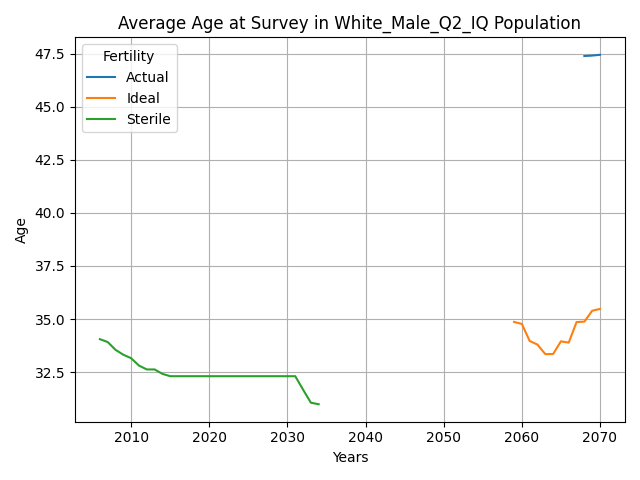 Average Age at Survey in White_Male_Q2_IQ Population
Fertility
Actual
Ideal
Sterile
Age
47.5
45.0
42.5
40.0
37.5
35.0
32.5
2010 2020 2030 2040 2050 2060 2070
Years